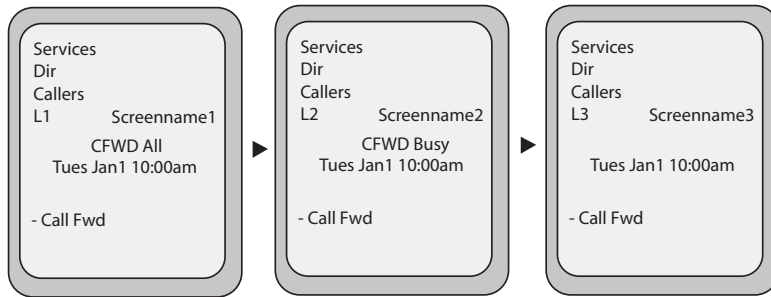 Services
Dir
Callers
L1 Screenname1
CFWD All
Tues Jan1 10:00am
- Call Fwd
Services
Dir
Callers
L2 Screenname2
CFWD Busy
Tues Jan1 10:00am
- Call Fwd
Services
Dir
Callers
L3 Screenname3
Tues Jan1 10:00am
- Call Fwd